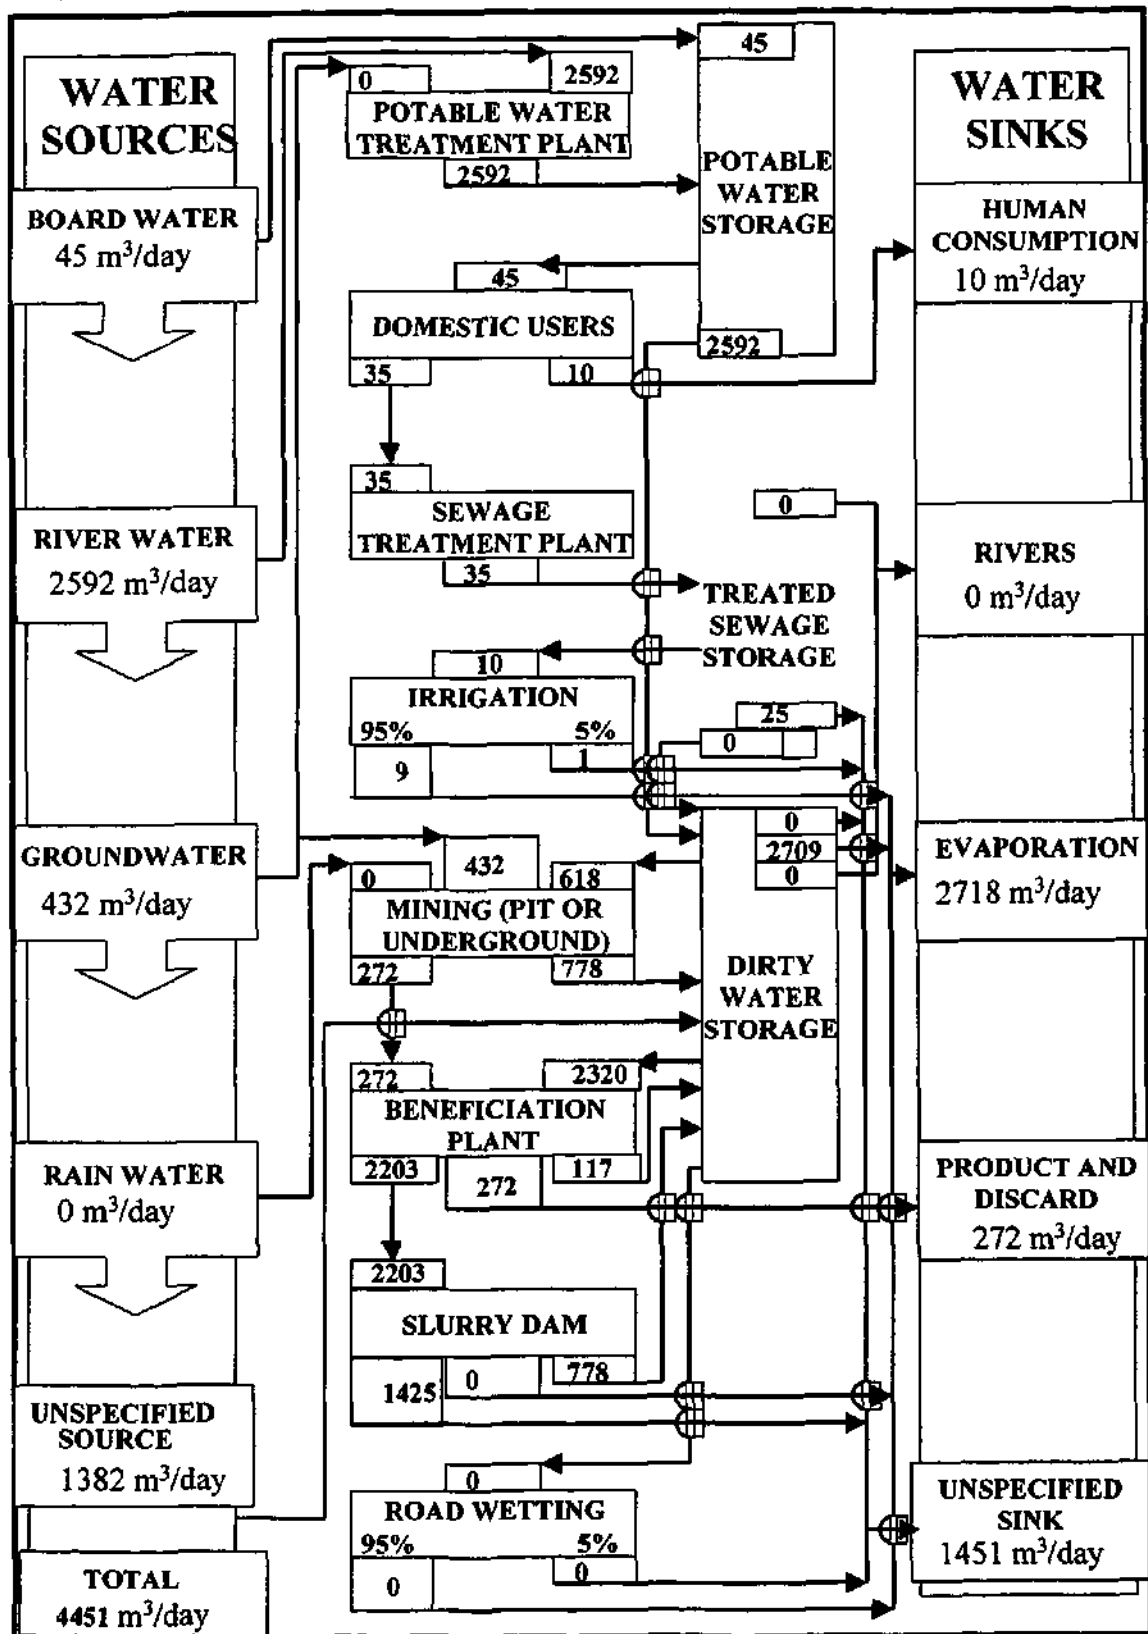 WATER
SOURCES
BOARD WATER
45 m³/day
RIVER WATER
2592 m³/day
GROUNDWATER
432 m³/day
RAIN WATER
0 m³/day
UNSPECIFIED
SOURCE
1382 m³/day
TOTAL
4451 m³/day
0
2592
POTABLE WATER
TREATMENT PLANT
2592
45
POTABLE
WATER
STORAGE
2592
45
DOMESTIC USERS
35
10
35
SEWAGE
TREATMENT PLANT
35
0
TREATED
SEWAGE
STORAGE
25
0
10
IRRIGATION
95%
5%
9
1
0
432
618
MINING (PIT OR
UNDERGROUND)
272
778
0
2709
0
DIRTY
WATER
STORAGE
272
2320
BENEFICIATION
PLANT
2203
272
117
2203
SLURRY DAM
1425
0
778
0
ROAD WETTING
95%
5%
0
0
WATER
SINKS
HUMAN
CONSUMPTION
10 m³/day
RIVERS
0 m³/day
EVAPORATION
2718 m³/day
PRODUCT AND
DISCARD
272 m³/day
UNSPECIFIED
SINK
1451 m³/day